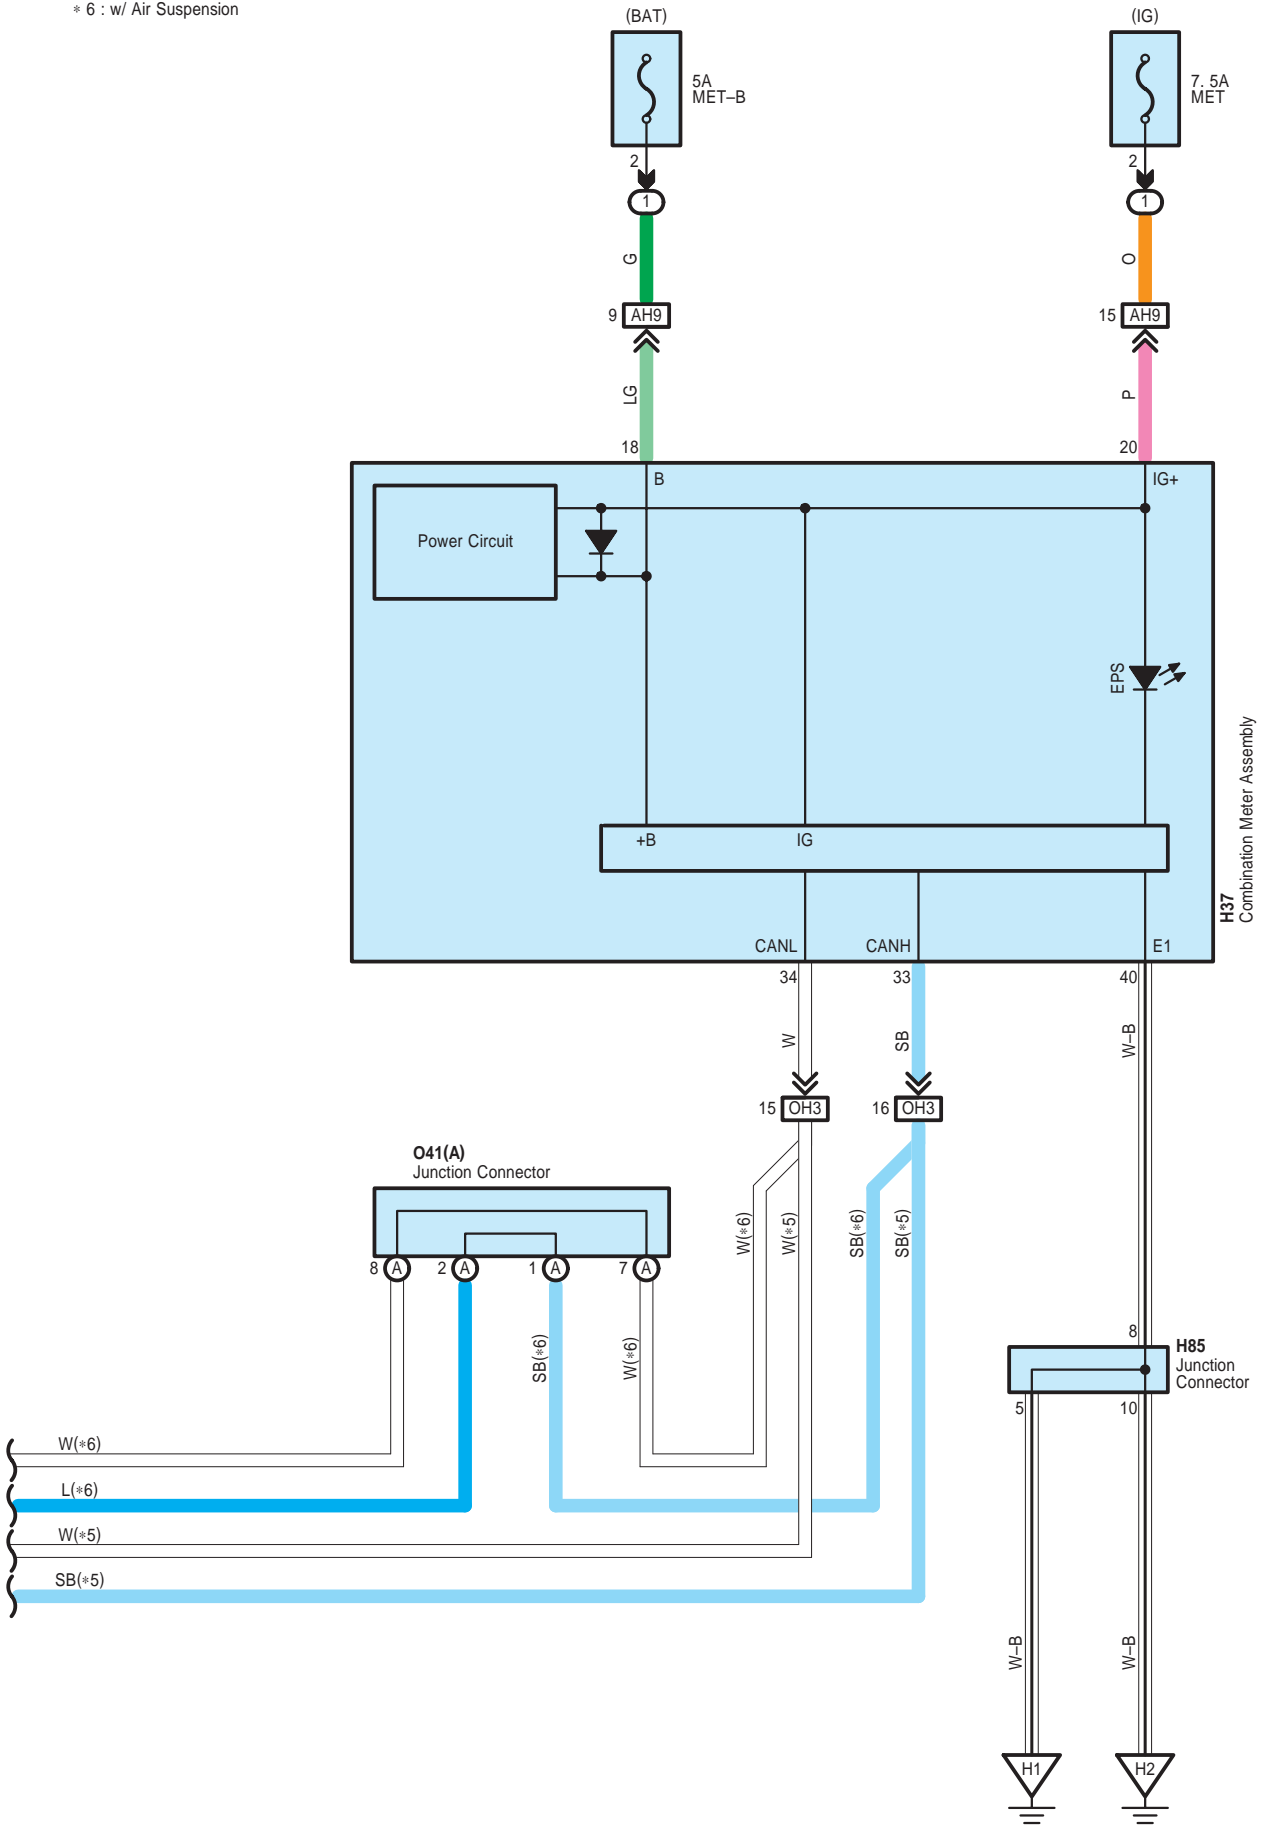 * 6 : w/ Air Suspension
(BAT)
(IG)
5A
MET–B
7. 5A
MET
2
2
1
1
G
O
9
AH9
15
AH9
LG
P
18
20
B
IG+
Power Circuit
EPS
H37
Combination Meter Assembly
+B
IG
CANL
CANH
E1
34
33
40
W
SB
W–B
15
OH3
16
OH3
O41(A)
Junction Connector
W(*6)
W(*5)
SB(*6)
SB(*5)
8
A
2
A
1
A
7
A
SB(*6)
W(*6)
8
H85
Junction
Connector
5
10
W(*6)
L(*6)
W(*5)
SB(*5)
W–B
W–B
H1
H2